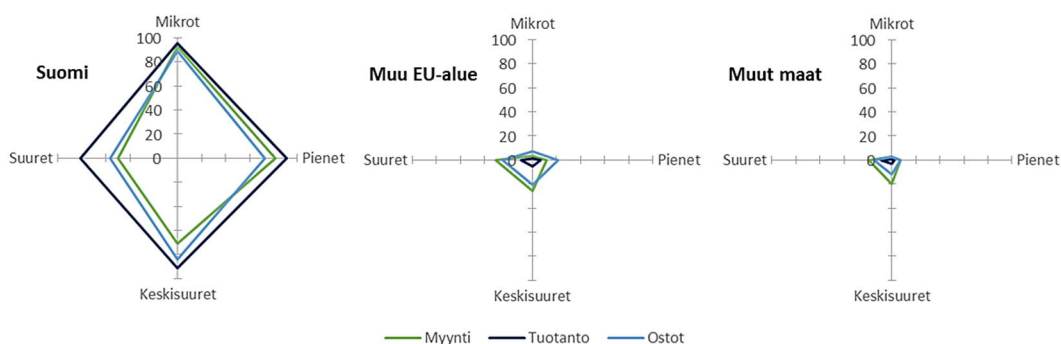 Mikrot
100
80
60
40
20
0
Suomi
Suuret
Pienet
Keskisuuret
Mikrot
100
80
60
40
20
0
Muu EU-alue
Suuret
Pienet
Keskisuuret
Mikrot
100
80
60
40
20
0
Muut maat
Suuret
Pienet
Keskisuuret
Myynti Tuotanto Ostot